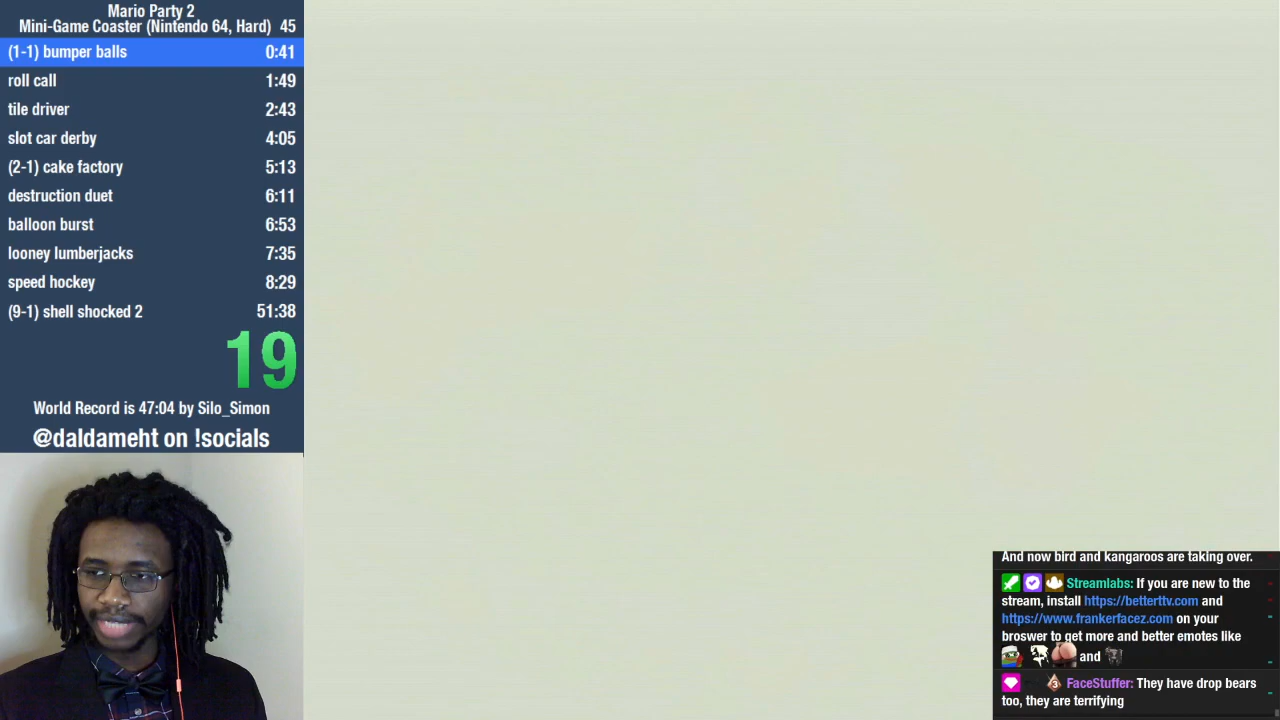 Mario Party 2
Mini-Game Coaster (Nintendo 64, Hard) 45
(1-1) bumper balls 0:41
roll call 1:49
tile driver 2:43
slot car derby 4:05
(2-1) cake factory 5:13
destruction duet 6:11
balloon burst 6:53
looney lumberjacks 7:35
speed hockey 8:29
(9-1) shell shocked 2 51:38
19
World Record is 47:04 by Silo_Simon
@daldameht on !socials
And now bird and kangaroos are taking over.
Streamlabs: If you are new to the
stream, install https://betterttv.com and
https://www.frankerfacez.com on your
broswer to get more and better emotes like
and
3 FaceStuffer: They have drop bears
too, they are terrifying